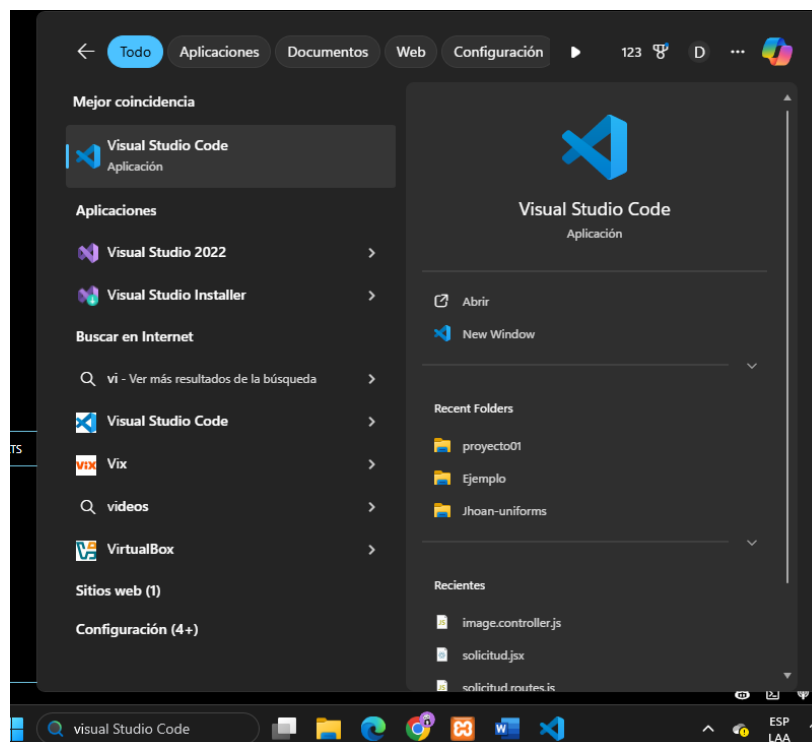 Todo Aplicaciones Documentos Web Configuración 123 D
Mejor coincidencia
Visual Studio Code
Aplicación
Aplicaciones
Visual Studio 2022
Visual Studio Installer
Buscar en Internet
vi - Ver más resultados de la búsqueda
Visual Studio Code
vix Vix
videos
VirtualBox
Sitios web (1)
Configuración (4+)
Visual Studio Code
Aplicación
Abrir
New Window
Recent Folders
proyecto01
Ejemplo
Jhoan-uniforms
Recientes
image.controller.js
solicitud.jsx
solicitud.routes.js
TS
visual Studio Code
ESP
LAA